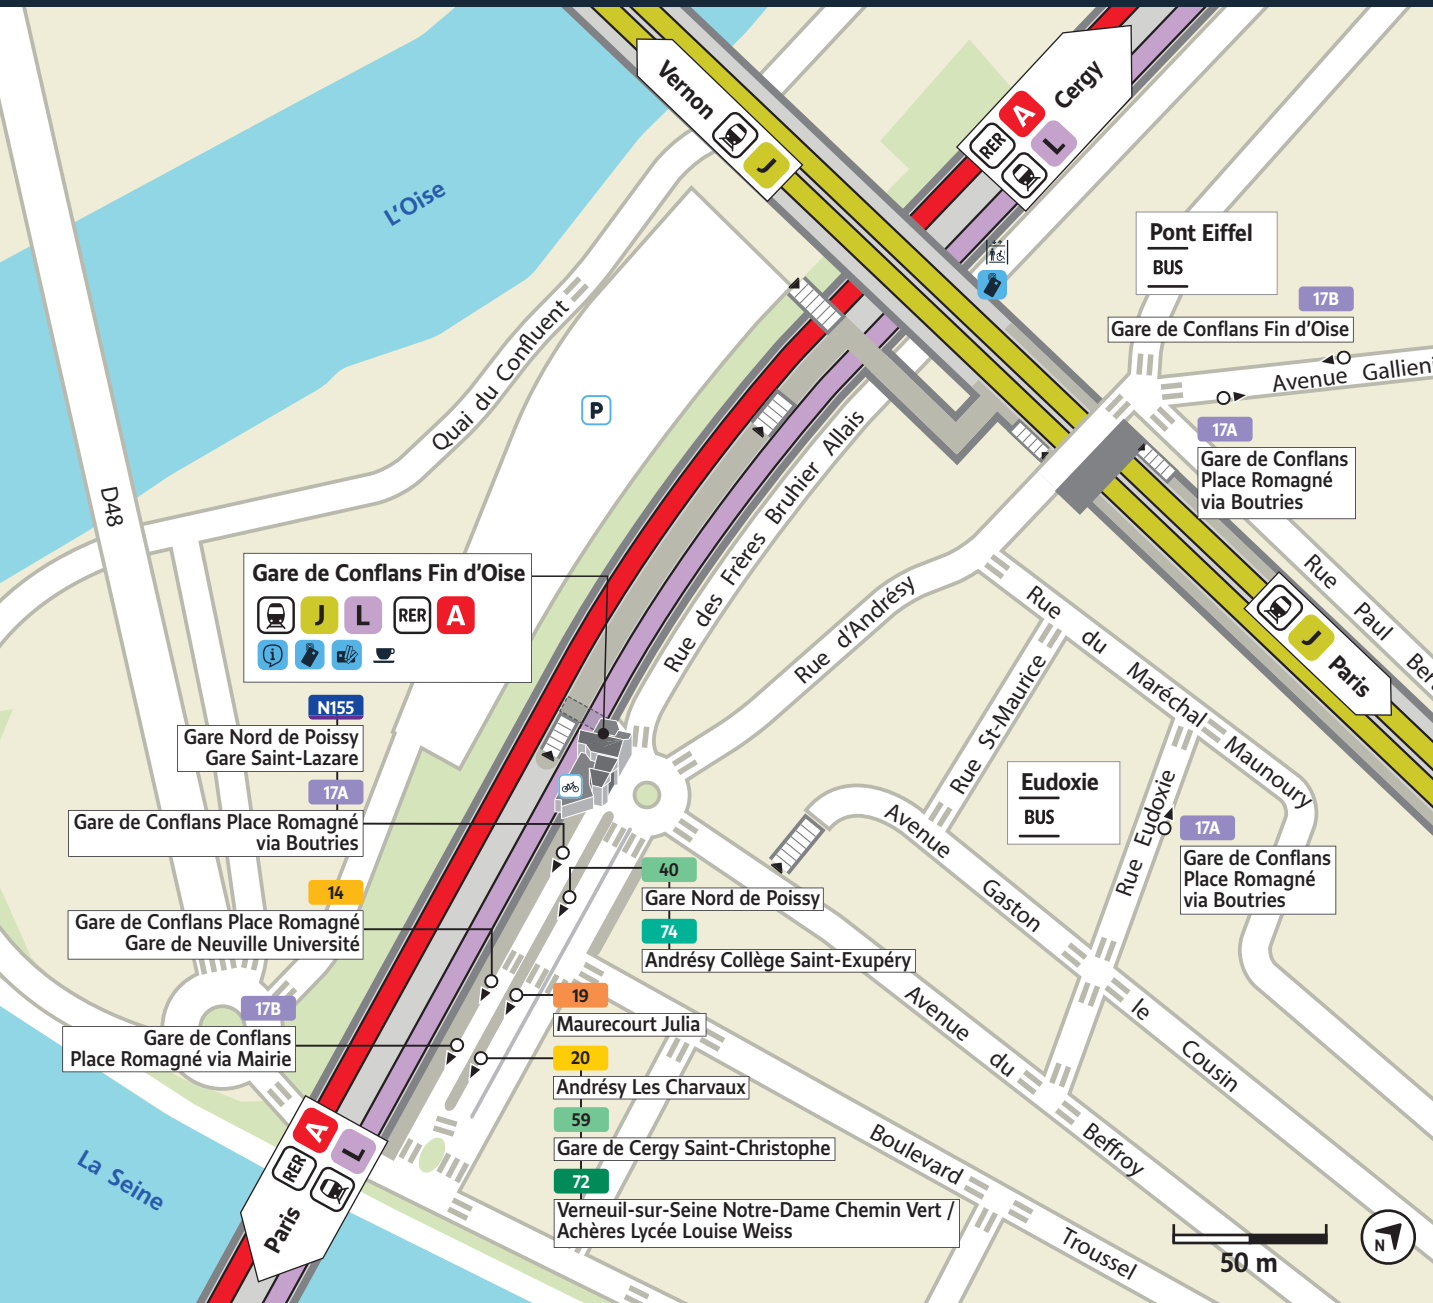 Vernon
J
RER
A
L
Cergy
L'Oise
Pont Eiffel
BUS
17B
Gare de Conflans Fin d'Oise
Avenue Gallieni
17A
Gare de Conflans
Place Romagné
via Boutries
Quai du Confluent
P
D48
Rue des Frères Bruhier Allais
Rue d'Andrésy
Rue Paul
J
Paris
Gare de Conflans Fin d'Oise
J
L
RER
A
i
N155
Gare Nord de Poissy
Gare Saint-Lazare
17A
Gare de Conflans Place Romagné
via Boutries
14
Gare de Conflans Place Romagné
Gare de Neuville Université
17B
Gare de Conflans
Place Romagné via Mairie
Rue du Maréchal Maunoury
Rue St-Maurice
Rue Eudoxie
Eudoxie
BUS
17A
Gare de Conflans
Place Romagné
via Boutries
Avenue Gaston le Cousin
40
Gare Nord de Poissy
74
Andrésy Collège Saint-Exupéry
19
Maurecourt Julia
20
Andrésy Les Charvaux
59
Gare de Cergy Saint-Christophe
72
Verneuil-sur-Seine Notre-Dame Chemin Vert /
Achères Lycée Louise Weiss
Avenue du Beffroy
Boulevard Troussel
La Seine
RER
A
L
Paris
50 m
N